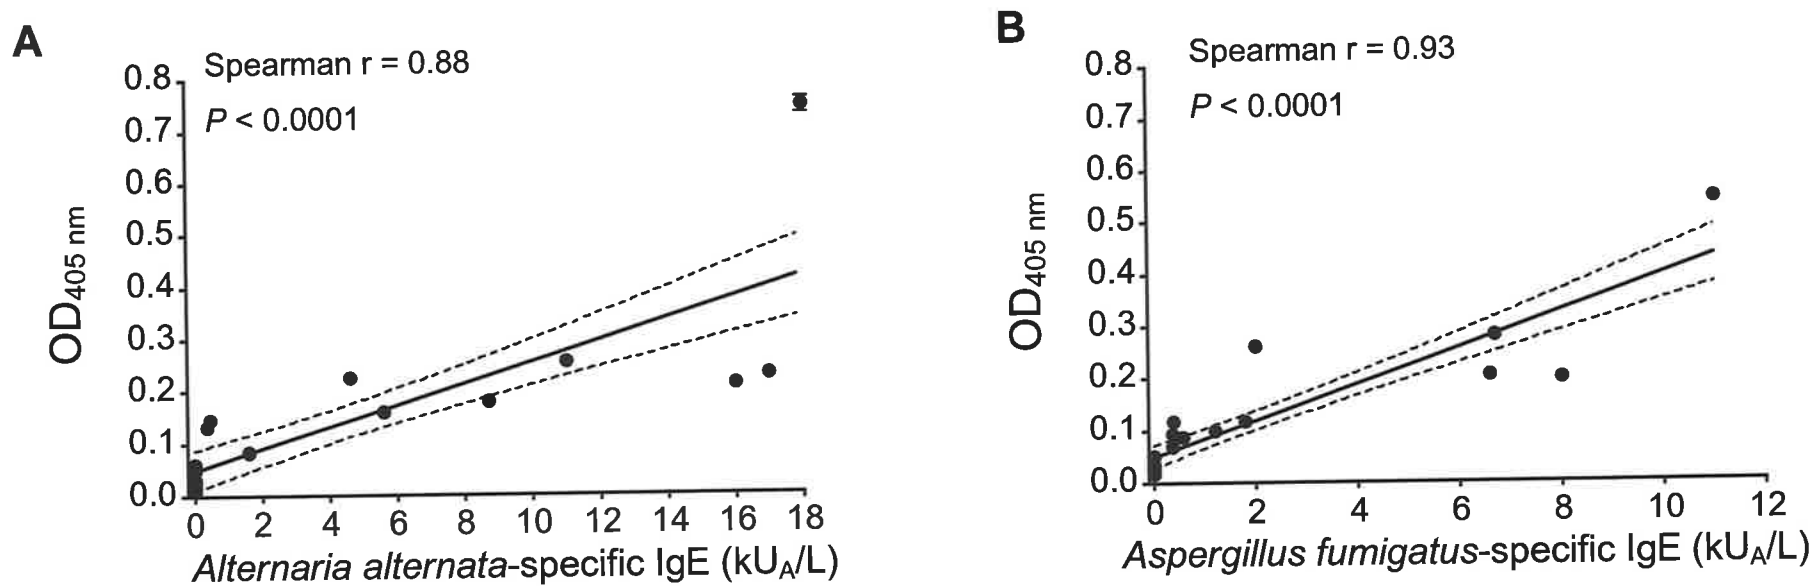 A
Spearman r = 0.88
P < 0.0001
0.8
0.7
0.6
0.5
0.4
0.3
0.2
0.1
0.0
OD405 nm
0 2 4 6 8 10 12 14 16 18
Alternaria alternata-specific IgE (kUA/L)
B
Spearman r = 0.93
P < 0.0001
0.8
0.7
0.6
0.5
0.4
0.3
0.2
0.1
0.0
OD405 nm
0 2 4 6 8 10 12
Aspergillus fumigatus-specific IgE (kUA/L)